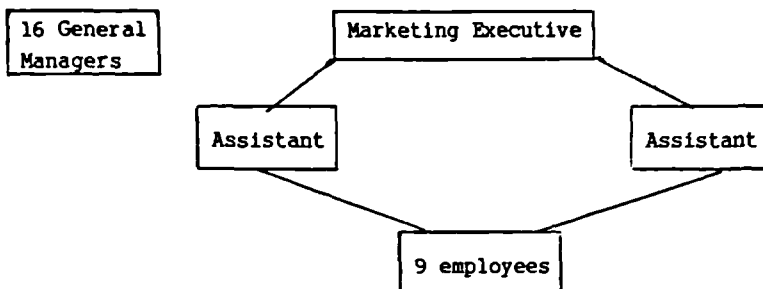 16 General
Managers
Marketing Executive
Assistant
Assistant
9 employees